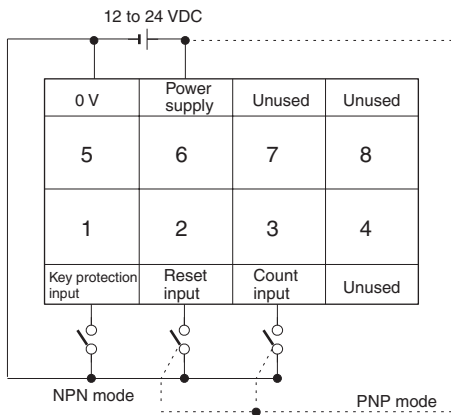 12 to 24 VDC
0 V
Power
supply
Unused
Unused
5
6
7
8
1
2
3
4
Key protection
input
Reset
input
Count
input
Unused
NPN mode
PNP mode